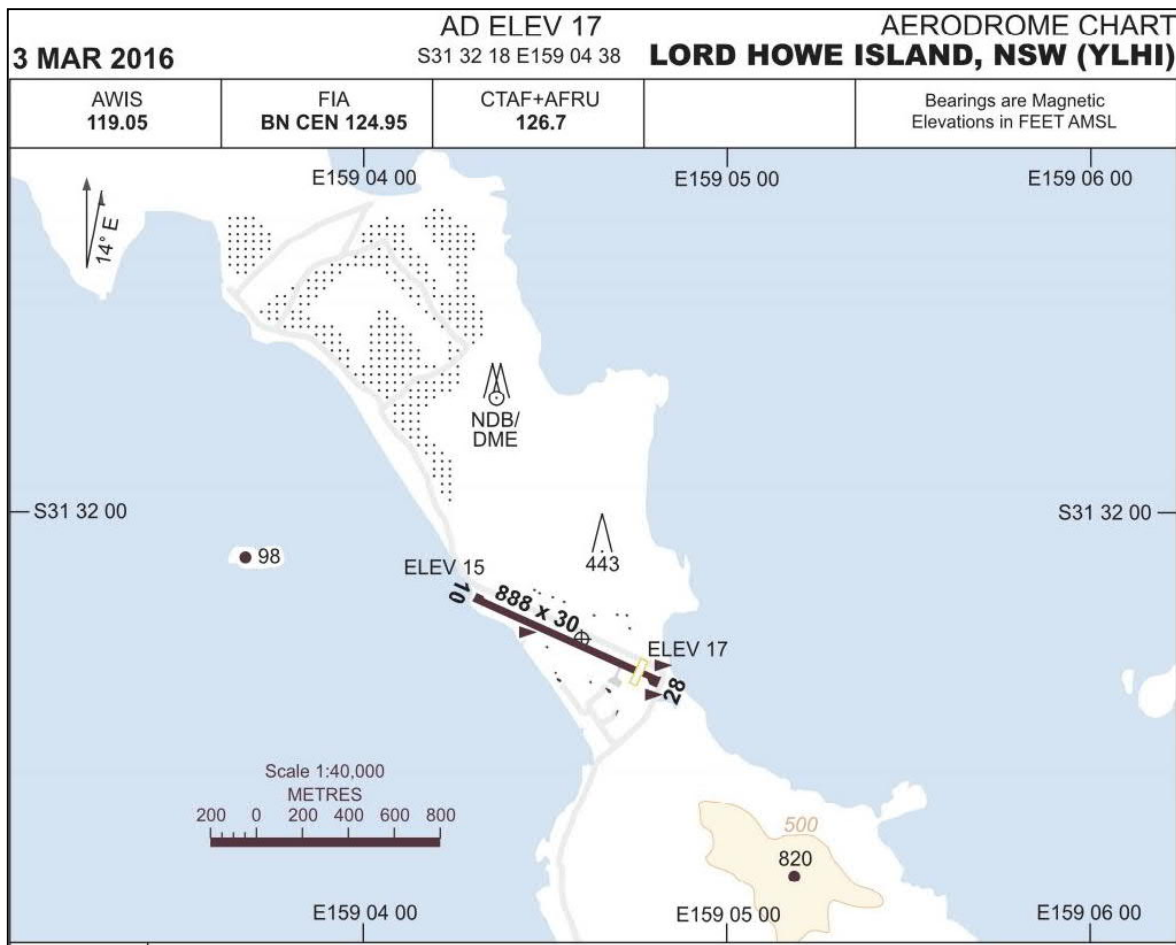 3 MAR 2016
AD ELEV 17
S31 32 18 E159 04 38
AERODROME CHART
LORD HOWE ISLAND, NSW (YLHI)
AWIS
119.05
FIA
BN CEN 124.95
CTAF+AFRU
126.7
Bearings are Magnetic
Elevations in FEET AMSL
E159 04 00
E159 05 00
E159 06 00
14° E
NDB/
DME
S31 32 00
S31 32 00
98
443
ELEV 15
10
888 x 30
ELEV 17
28
Scale 1:40,000
METRES
200 0 200 400 600 800
500
820
E159 04 00
E159 05 00
E159 06 00